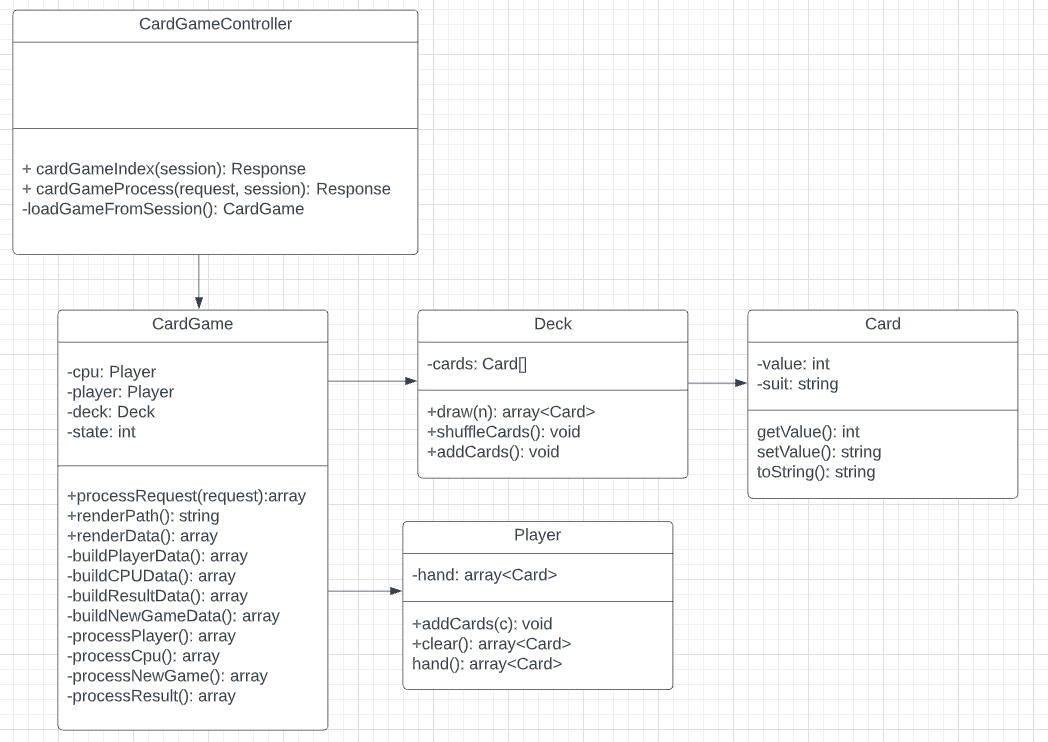 CardGameController
+ cardGameIndex(session): Response
+ cardGameProcess(request, session): Response
-loadGameFromSession(): CardGame
CardGame
-cpu: Player
-player: Player
-deck: Deck
-state: int
+processRequest(request):array
+renderPath(): string
+renderData(): array
-buildPlayerData(): array
-buildCPUData(): array
-buildResultData(): array
-buildNewGameData(): array
-processPlayer(): array
-processCpu(): array
-processNewGame(): array
-processResult(): array
Deck
-cards: Card[]
+draw(n): array<Card>
+shuffleCards(): void
+addCards(): void
Card
-value: int
-suit: string
getValue(): int
setValue(): string
toString(): string
Player
-hand: array<Card>
+addCards(c): void
+clear(): array<Card>
hand(): array<Card>